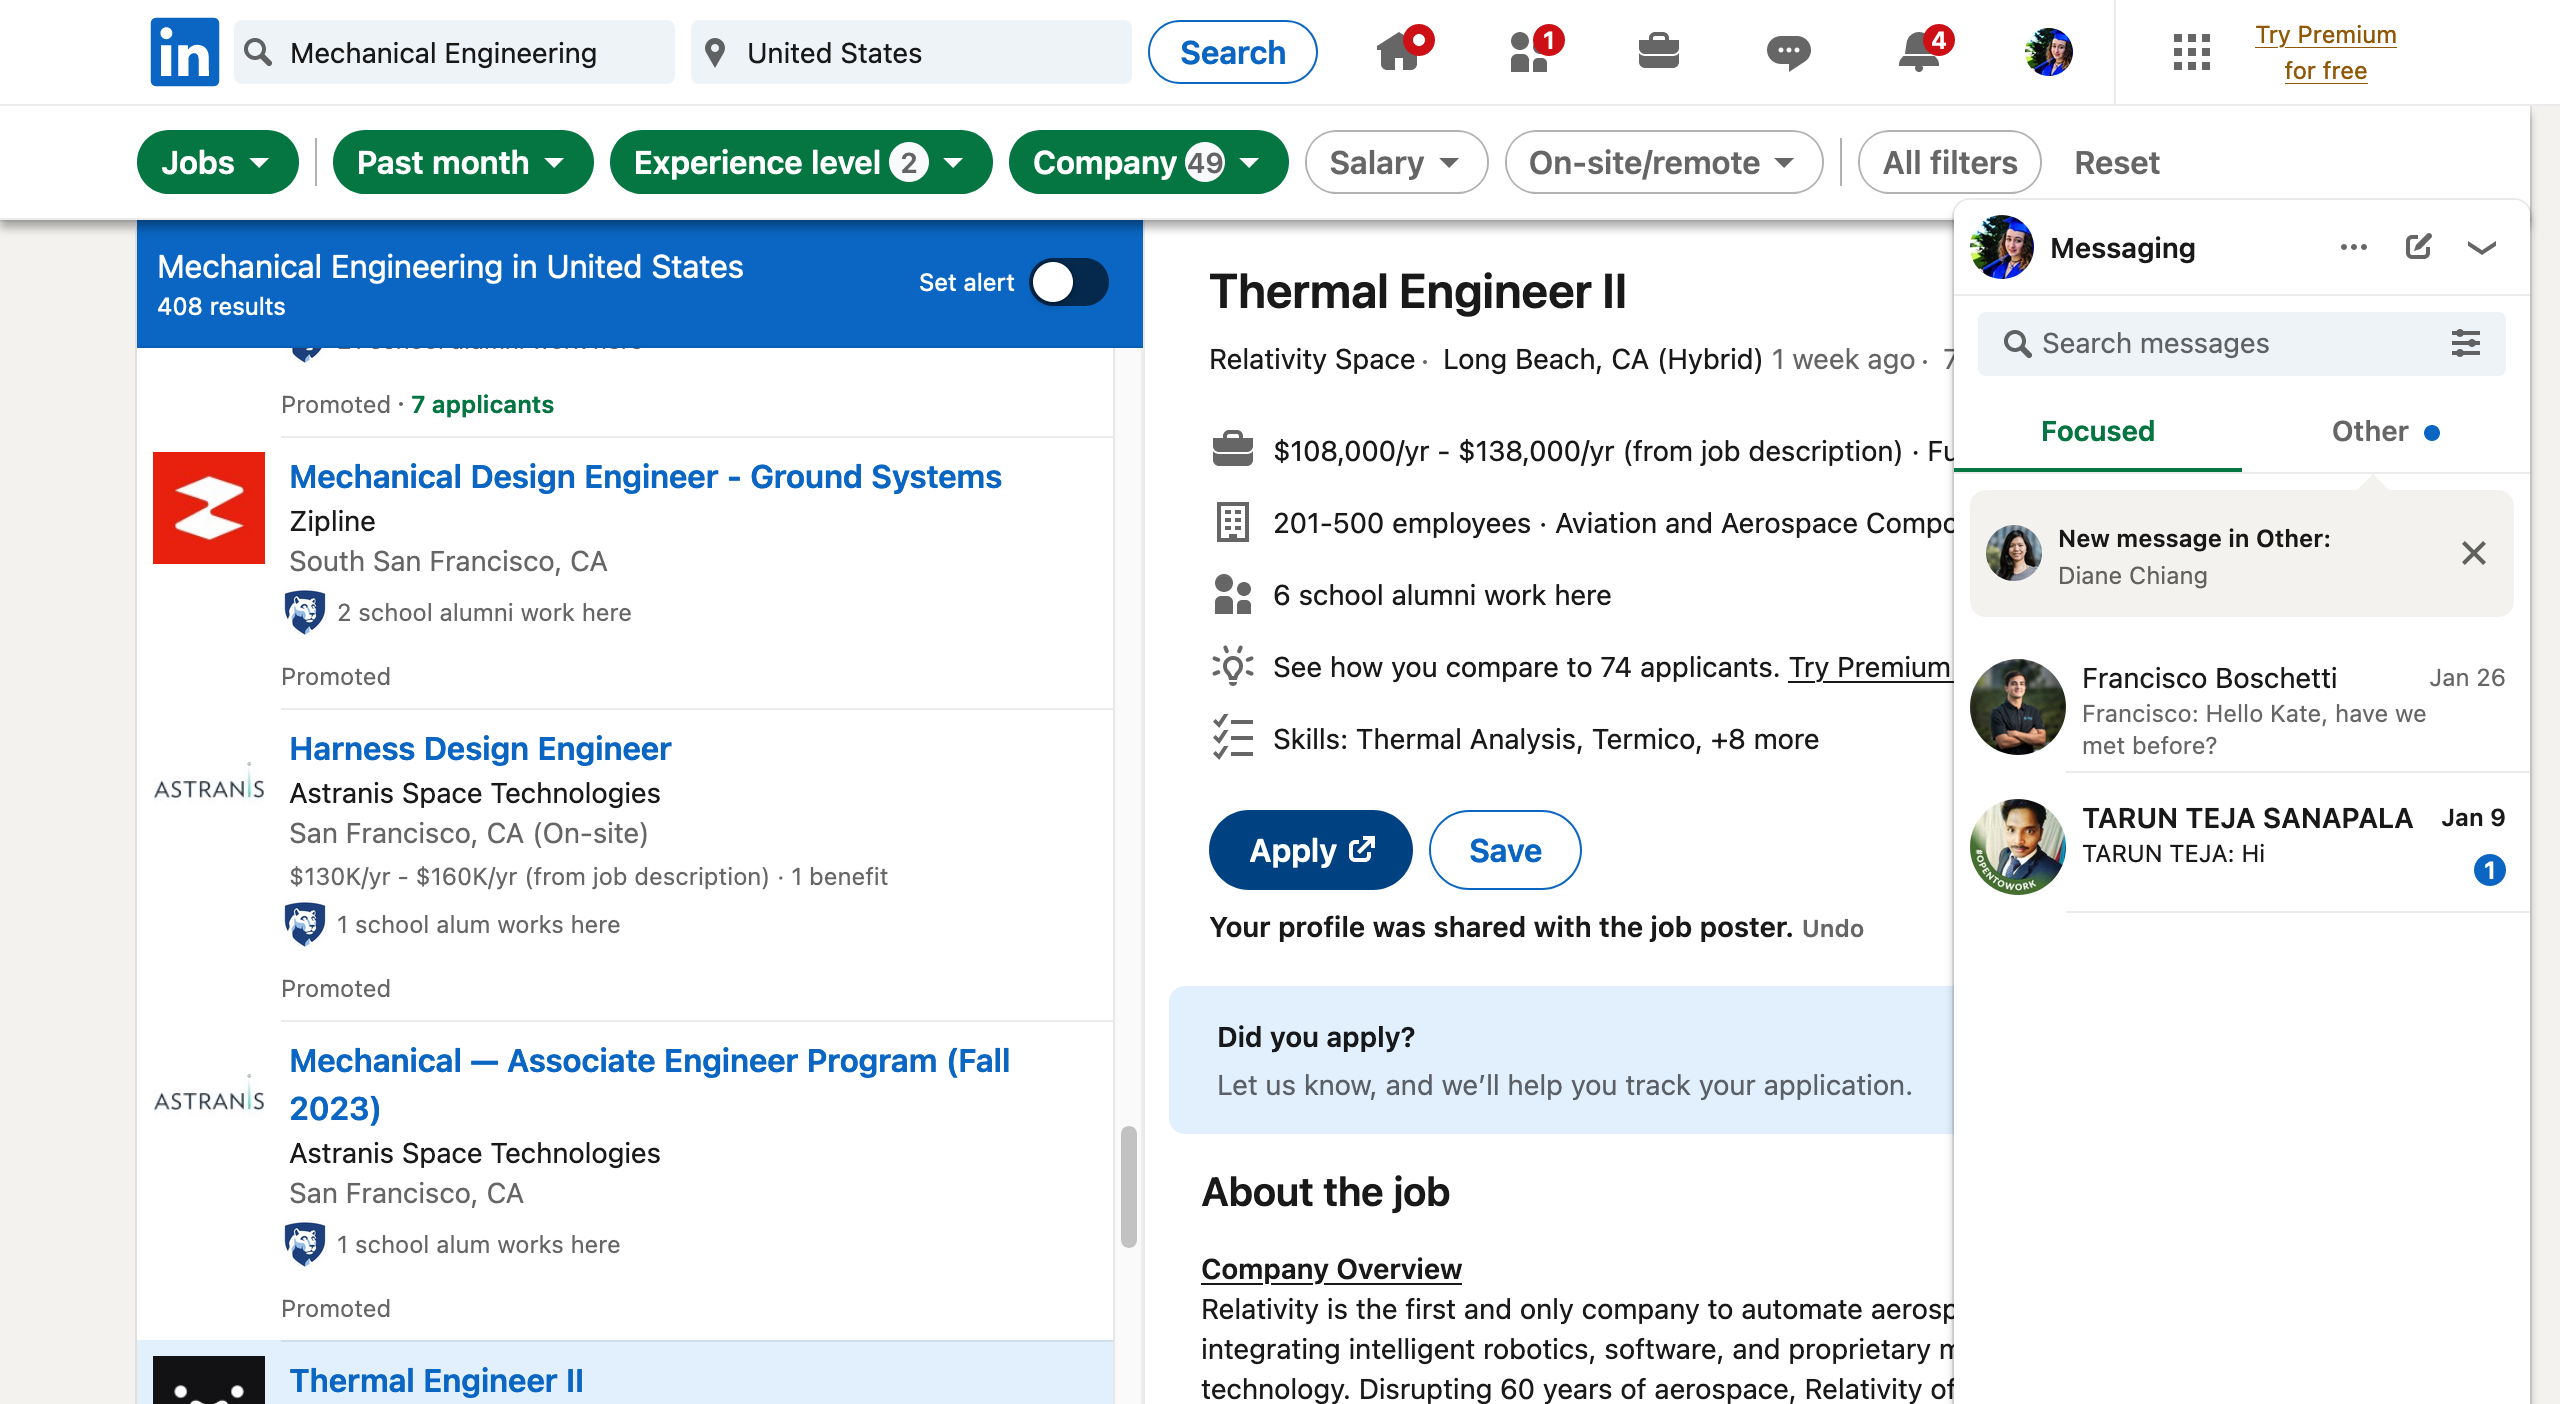 in
Mechanical Engineering
United States
Search
1
4
Try Premium
for free
Jobs
Past month
Experience level 2
Company 49
Salary
On-site/remote
All filters
Reset
Mechanical Engineering in United States
408 results
Set alert
school alumni work here
Promoted · 7 applicants
Mechanical Design Engineer - Ground Systems
Zipline
South San Francisco, CA
2 school alumni work here
Promoted
ASTRANIS
Harness Design Engineer
Astranis Space Technologies
San Francisco, CA (On-site)
$130K/yr - $160K/yr (from job description) · 1 benefit
1 school alum works here
Promoted
ASTRANIS
Mechanical — Associate Engineer Program (Fall
2023)
Astranis Space Technologies
San Francisco, CA
1 school alum works here
Promoted
Thermal Engineer II
Thermal Engineer II
Relativity Space · Long Beach, CA (Hybrid) 1 week ago · 7
$108,000/yr - $138,000/yr (from job description) · Fu
201-500 employees · Aviation and Aerospace Compo
6 school alumni work here
See how you compare to 74 applicants. Try Premium
Skills: Thermal Analysis, Termico, +8 more
Apply
Save
Your profile was shared with the job poster. Undo
Did you apply?
Let us know, and we’ll help you track your application.
About the job
Company Overview
Relativity is the first and only company to automate aerosp
integrating intelligent robotics, software, and proprietary m
technology. Disrupting 60 years of aerospace, Relativity of
Messaging
Search messages
Focused
Other
New message in Other:
Diane Chiang
Francisco Boschetti
Jan 26
Francisco: Hello Kate, have we
met before?
TARUN TEJA SANAPALA
Jan 9
TARUN TEJA: Hi
1
#OPENTOWORK